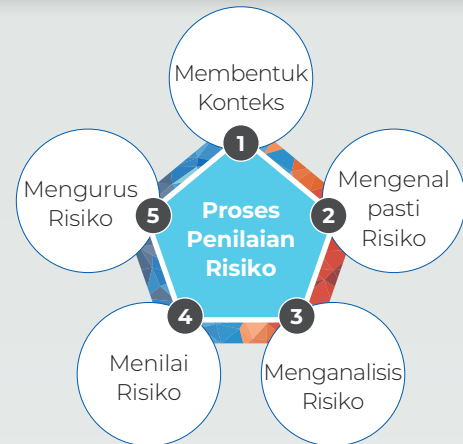 Membentuk
Konteks
1
Mengenal
pasti
Risiko
2
Menganalisis
Risiko
3
Menilai
Risiko
4
Mengurus
Risiko
5
Proses
Penilaian
Risiko